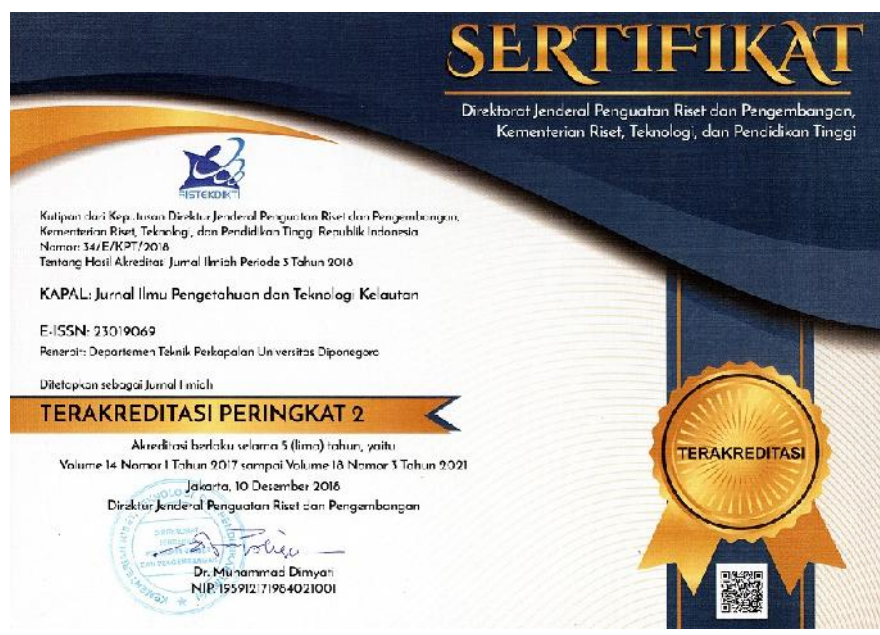 SERTIFIKAT
Direktorat Jenderal Penguatan Riset dan Pengembangan,
Kementerian Riset, Teknologi, dan Pendidikan Tinggi
RISTEKDIKTI
Kutipan dari Keputusan Direktur Jenderal Penguatan Riset dan Pengembangan,
Kementerian Riset, Teknologi, dan Pendidikan Tinggi Republik Indonesia
Nomor: 34/E/KPT/2018
Tentang Hasil Akreditasi Jurnal Ilmiah Periode 3 Tahun 2018
KAPAL: Jurnal Ilmu Pengetahuan dan Teknologi Kelautan
E-ISSN: 23019069
Penerbit: Departemen Teknik Perkapalan Universitas Diponegoro
Ditetapkan sebagai Jurnal Ilmiah
TERAKREDITASI PERINGKAT 2
Akreditasi berlaku selama 5 (lima) tahun, yaitu
Volume 14 Nomor 1 Tahun 2017 sampai Volume 18 Nomor 3 Tahun 2021
Jakarta, 10 Desember 2018
Direktur Jenderal Penguatan Riset dan Pengembangan
Dr. Muhammad Dimyati
NIP. 195912171984021001
TERAKREDITASI